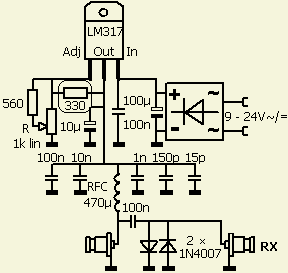 LM317
Adj Out In
560
330
100µ
+
~
R
1k lin
10µ
100n
-
~
9 - 24V~/=
100n 10n
1n 150p 15p
RFC
470µ
100n
2 ×
1N4007
RX